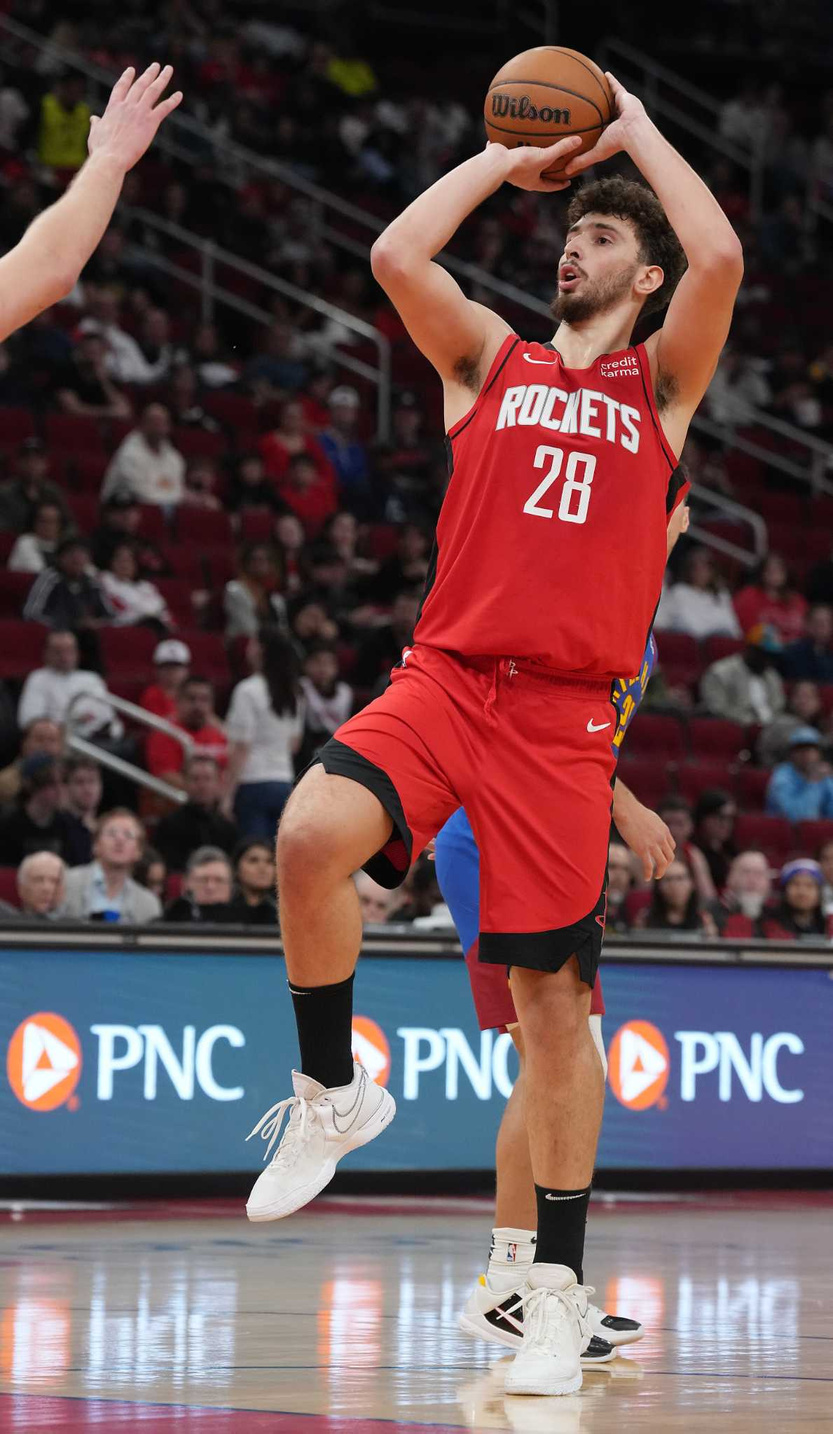 Wilson
credit
karma
ROCKETS
28
PNC
PNC
PNC